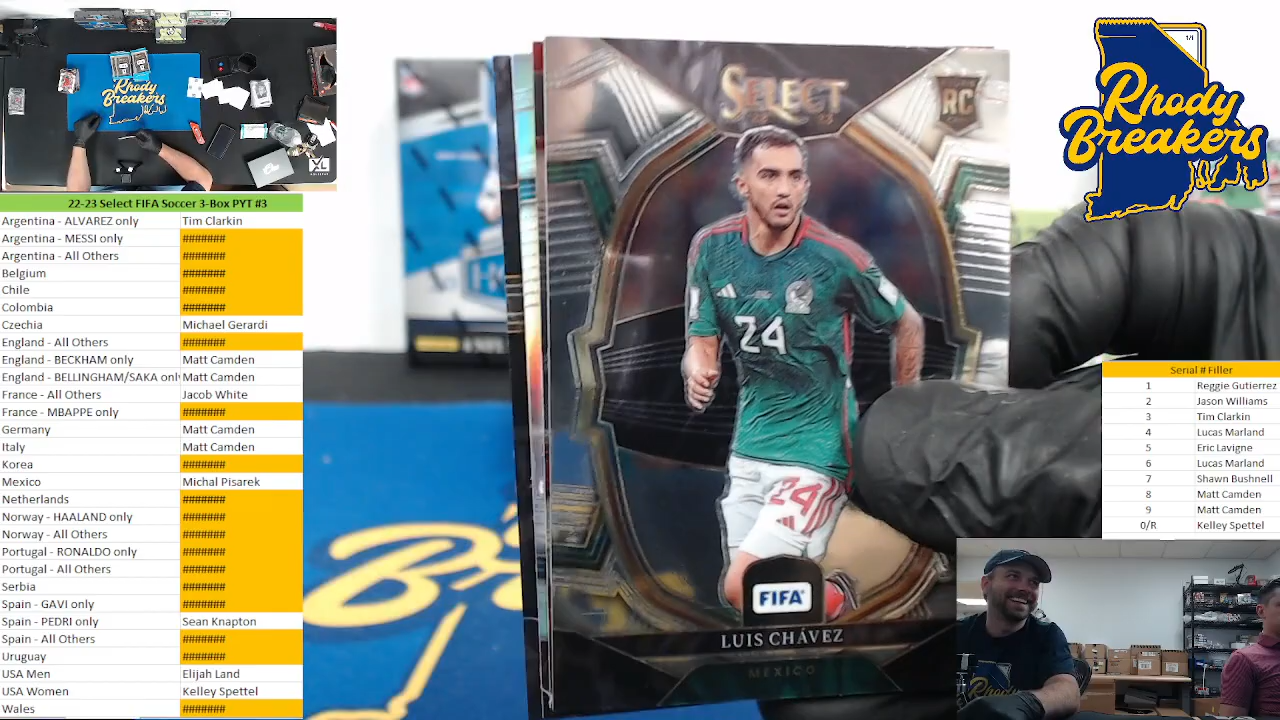 Rhody
Breakers
XL
22-23 Select FIFA Soccer 3-Box PYT #3
Argentina - ALVAREZ only Tim Clarkin
Argentina - MESSI only #######
Argentina - All Others #######
Belgium #######
Chile #######
Colombia #######
Czechia Michael Gerardi
England - All Others #######
England - BECKHAM only Matt Camden
England - BELLINGHAM/SAKA only Matt Camden
France - All Others Jacob White
France - MBAPPE only #######
Germany Matt Camden
Italy Matt Camden
Korea #######
Mexico Michal Pisarek
Netherlands #######
Norway - HAALAND only #######
Norway - All Others #######
Portugal - RONALDO only #######
Portugal - All Others #######
Serbia #######
Spain - GAVI only #######
Spain - PEDRI only Sean Knapton
Spain - All Others #######
Uruguay #######
USA Men Elijah Land
USA Women Kelley Spettel
Wales #######
SELECT
RC
24
24
FIFA
LUIS CHÁVEZ
MEXICO
B
1/1
Rhody
Breakers
Serial # Filler
1 Reggie Gutierrez
2 Jason Williams
3 Tim Clarkin
4 Lucas Marland
5 Eric Lavigne
6 Lucas Marland
7 Shawn Bushnell
8 Matt Camden
9 Matt Camden
0/R Kelley Spettel
Rhody